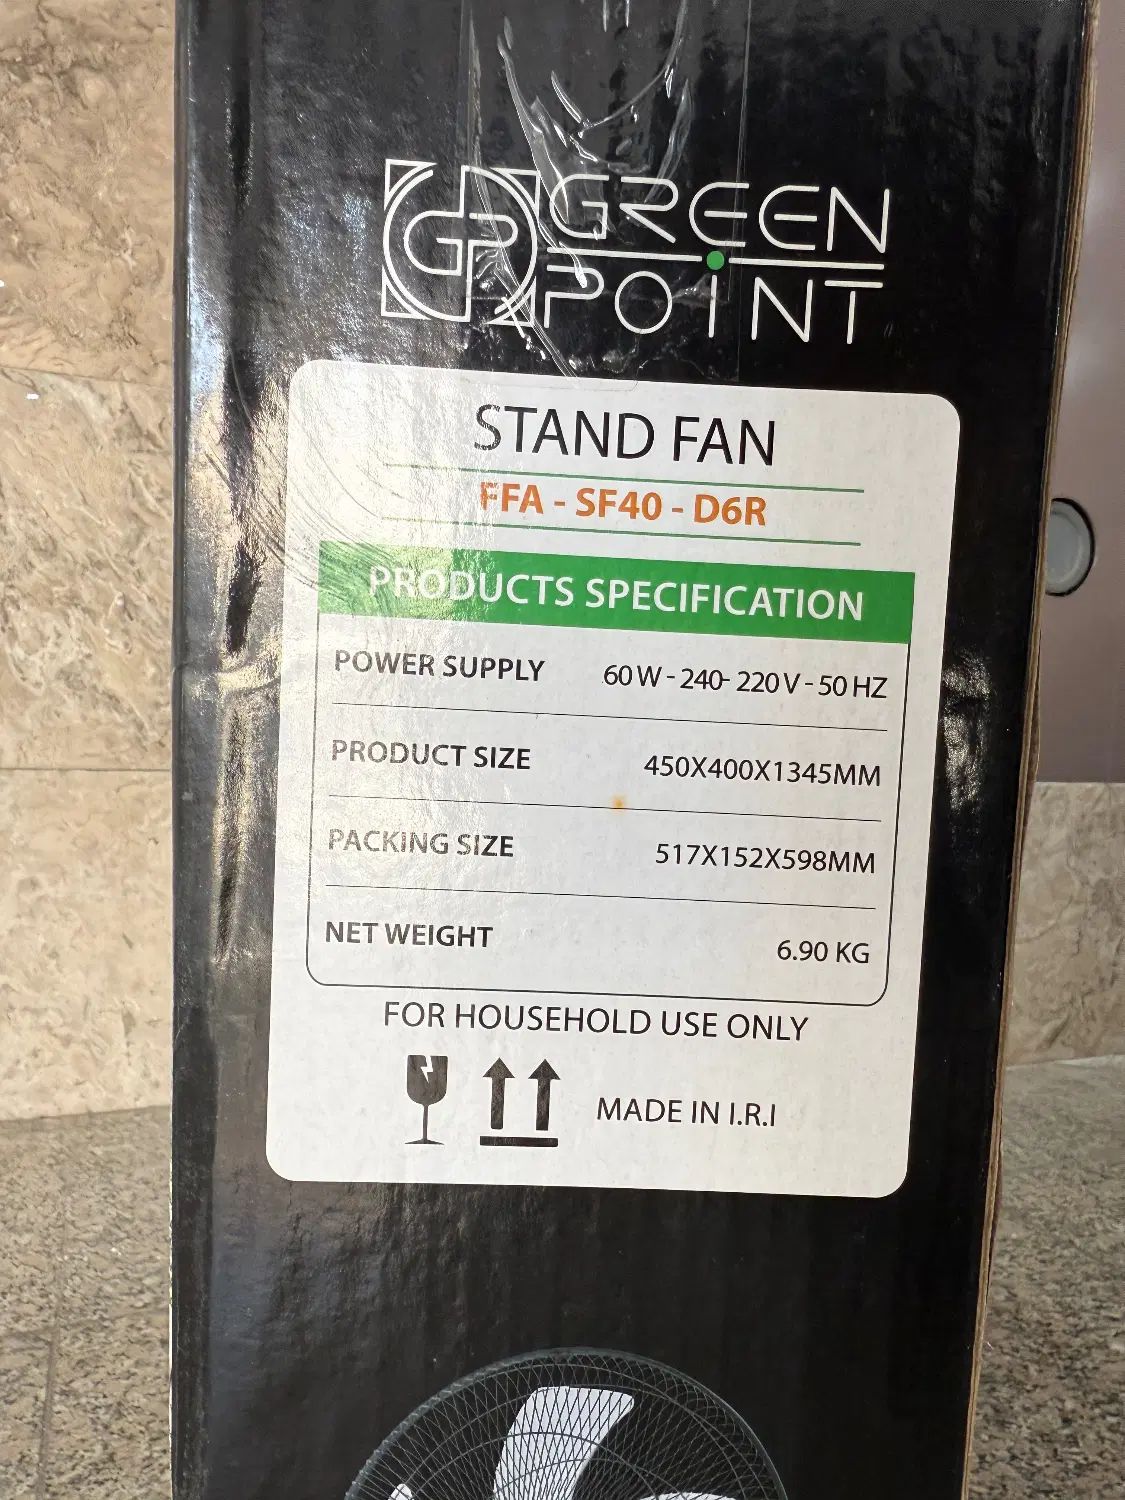 GP
GREEN
POINT
STAND FAN
FFA - SF40 - D6R
PRODUCTS SPECIFICATION
POWER SUPPLY 60 W - 240- 220 V - 50 HZ
PRODUCT SIZE 450X400X1345MM
PACKING SIZE 517X152X598MM
NET WEIGHT 6.90 KG
FOR HOUSEHOLD USE ONLY
MADE IN I.R.I